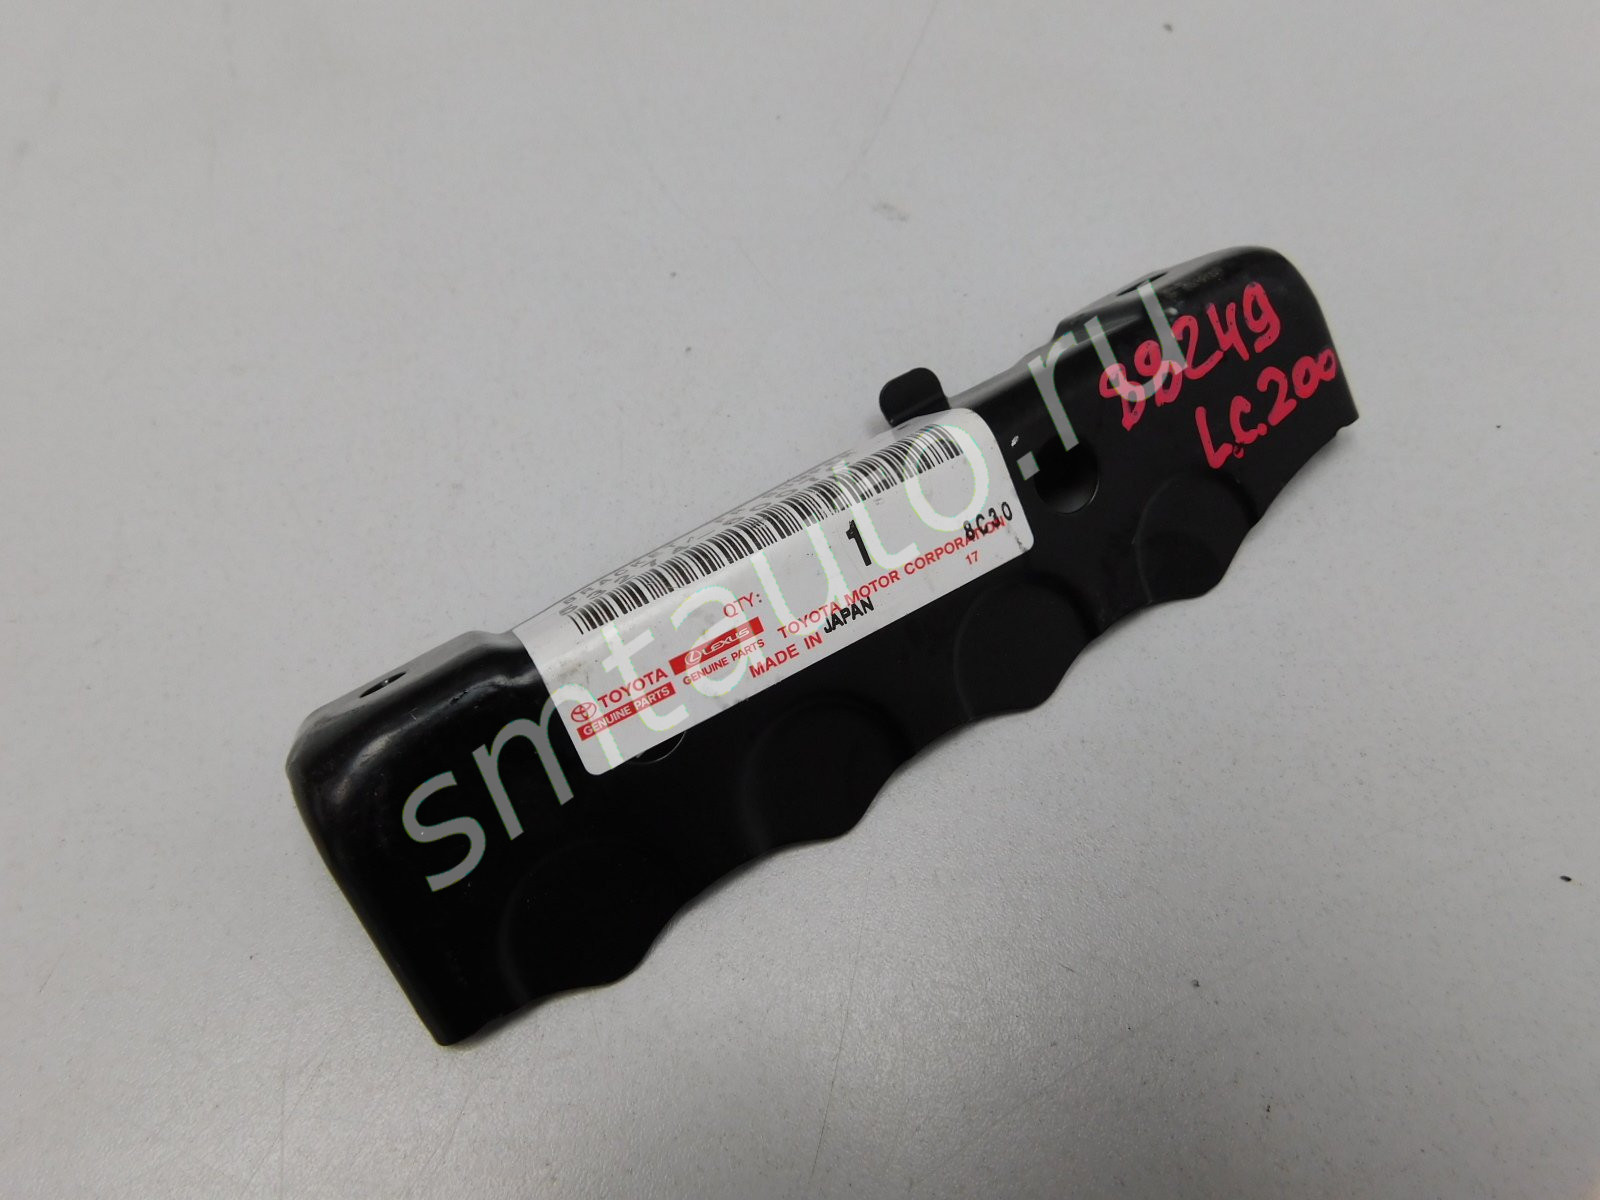 88249
L.C.200
QTY: 1
8C30
TOYOTA
GENUINE PARTS
LEXUS
GENUINE PARTS
TOYOTA MOTOR CORPORATION
17
MADE IN JAPAN
smtauto.ru